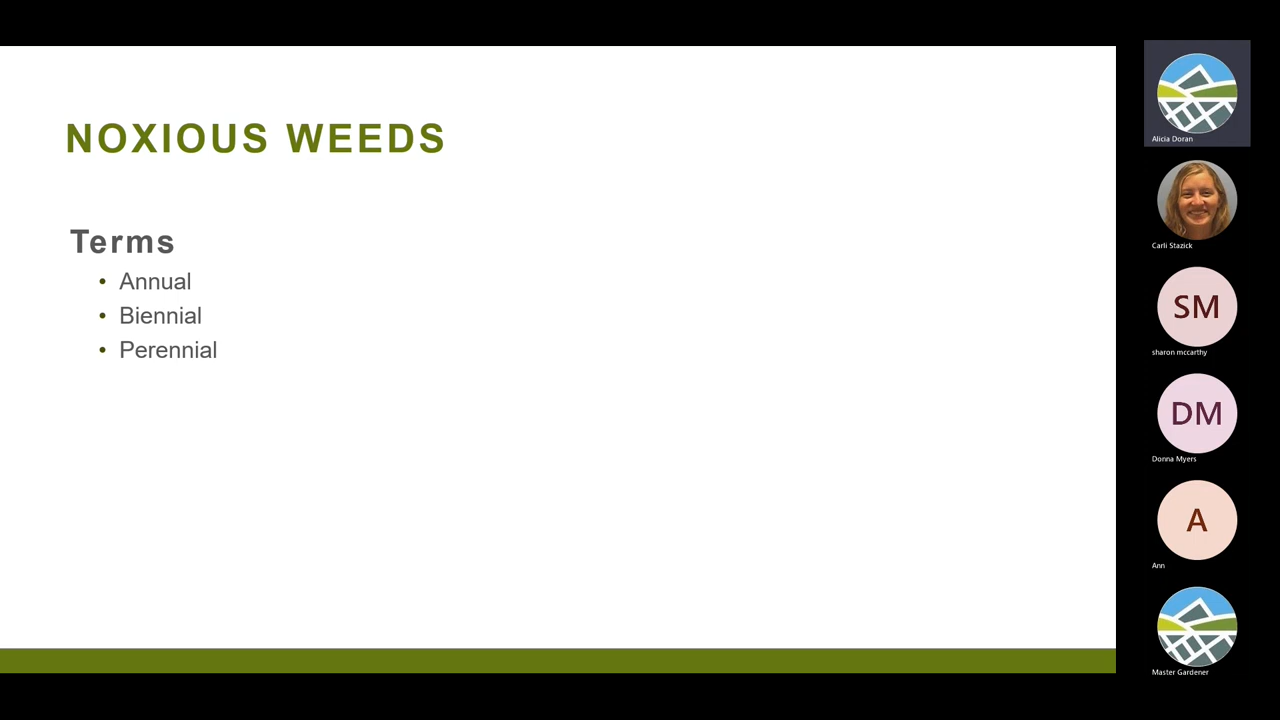 NOXIOUS WEEDS
Terms
• Annual
• Biennial
• Perennial
Alicia Doran
Carli Stazick
SM
sharon mccarthy
DM
Donna Myers
A
Ann
Master Gardener